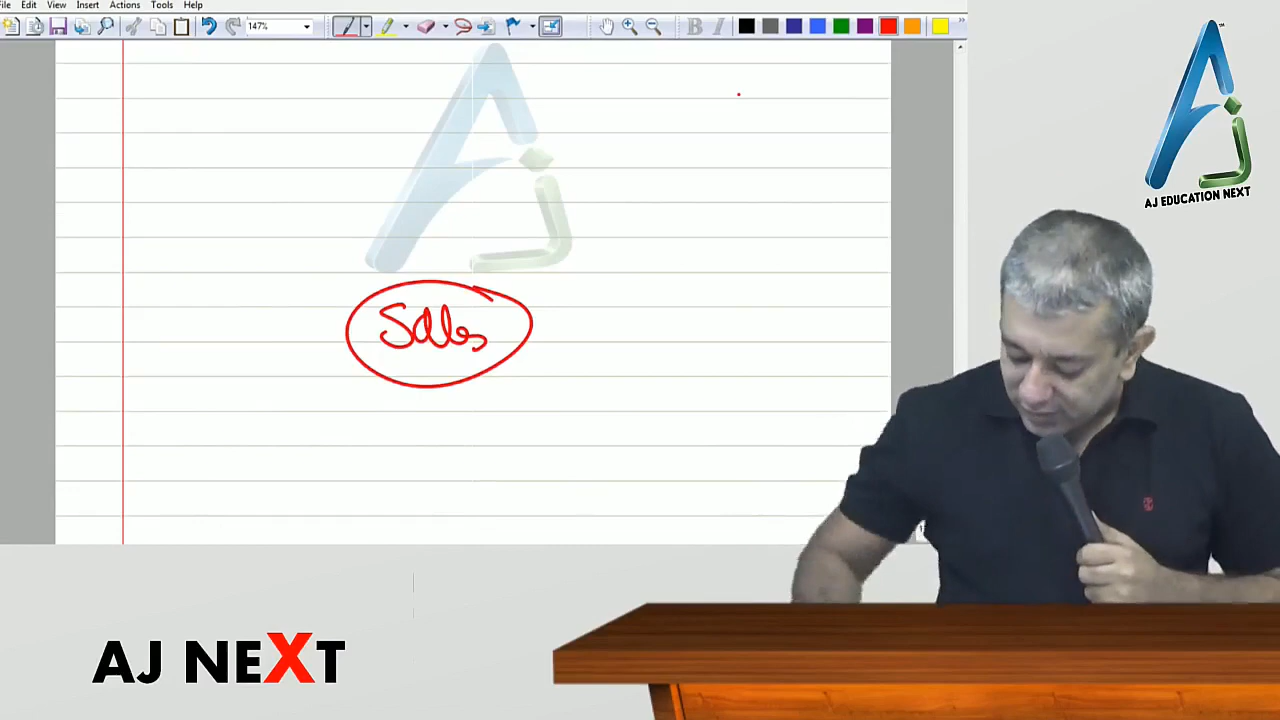 File Edit View Insert Actions Tools Help
147%
Sales
AJ EDUCATION NEXT
AJ NEXT